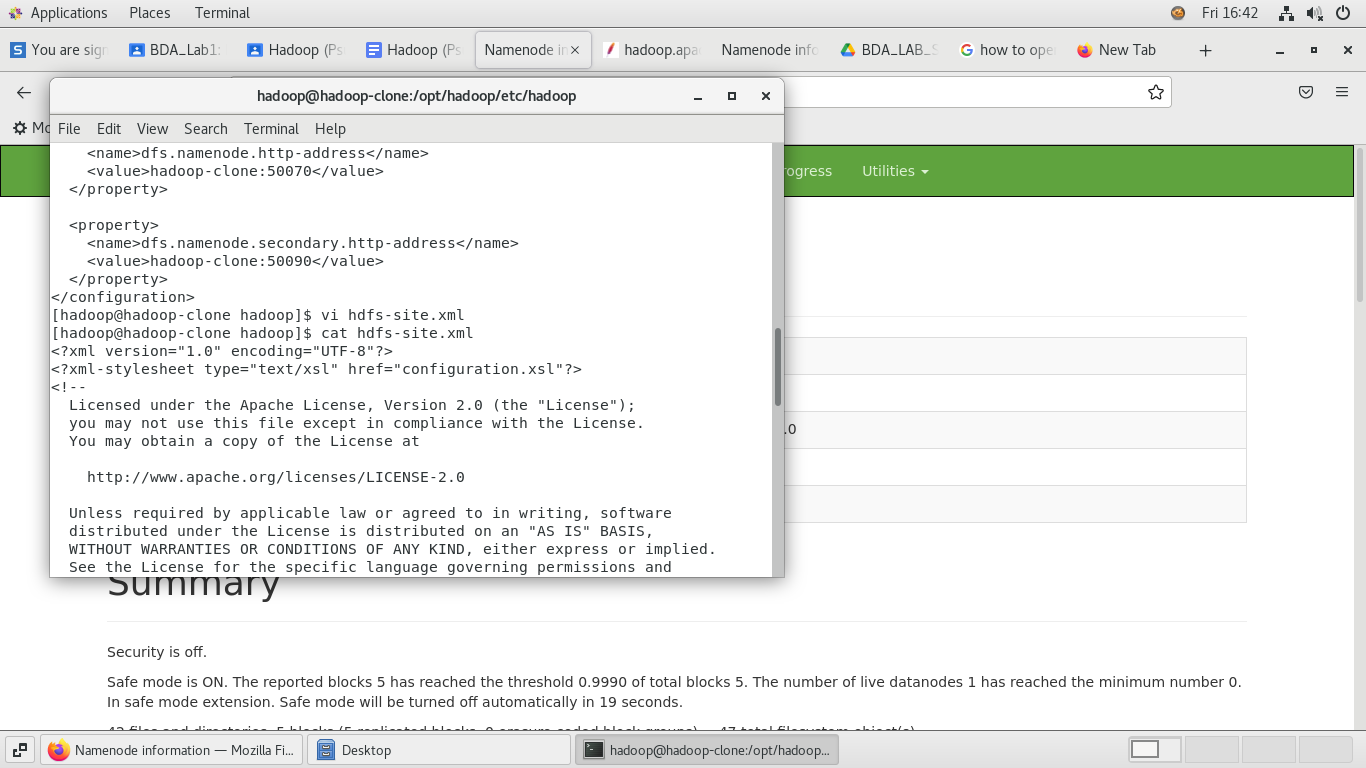 Applications Places Terminal Fri 16:42
You are sign
BDA_Lab1:
Hadoop (Ps
Hadoop (Ps
Namenode in
hadoop.apa
Namenode info
BDA_LAB_S
how to open
New Tab
hadoop@hadoop-clone:/opt/hadoop/etc/hadoop
Mo
File Edit View Search Terminal Help
<name>dfs.namenode.http-address</name>
<value>hadoop-clone:50070</value>
</property>
<property>
<name>dfs.namenode.secondary.http-address</name>
<value>hadoop-clone:50090</value>
</property>
</configuration>
[hadoop@hadoop-clone hadoop]$ vi hdfs-site.xml
[hadoop@hadoop-clone hadoop]$ cat hdfs-site.xml
<?xml version="1.0" encoding="UTF-8"?>
<?xml-stylesheet type="text/xsl" href="configuration.xsl"?>
<!--
Licensed under the Apache License, Version 2.0 (the "License");
you may not use this file except in compliance with the License.
You may obtain a copy of the License at
http://www.apache.org/licenses/LICENSE-2.0
Unless required by applicable law or agreed to in writing, software
distributed under the License is distributed on an "AS IS" BASIS,
WITHOUT WARRANTIES OR CONDITIONS OF ANY KIND, either express or implied.
See the License for the specific language governing permissions and
rogress Utilities
.0
Summary
Security is off.
Safe mode is ON. The reported blocks 5 has reached the threshold 0.9990 of total blocks 5. The number of live datanodes 1 has reached the minimum number 0.
In safe mode extension. Safe mode will be turned off automatically in 19 seconds.
Namenode information — Mozilla Fi...
Desktop
hadoop@hadoop-clone:/opt/hadoop...